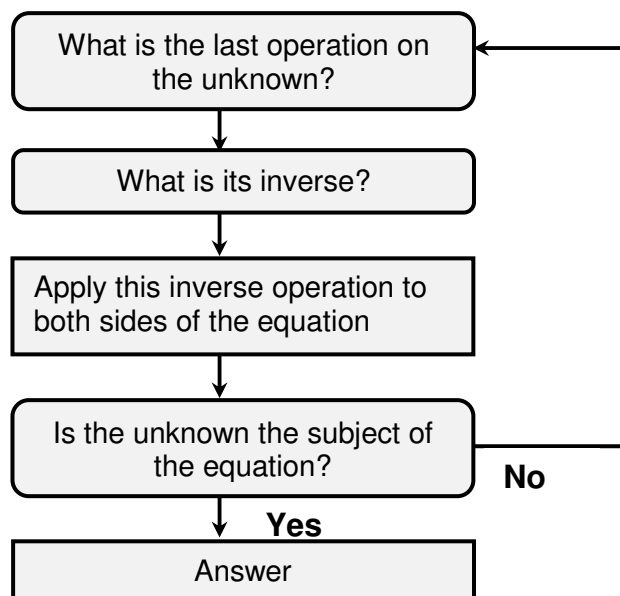 What is the last operation on
the unknown?
What is its inverse?
Apply this inverse operation to
both sides of the equation
Is the unknown the subject of
the equation?
No
Yes
Answer